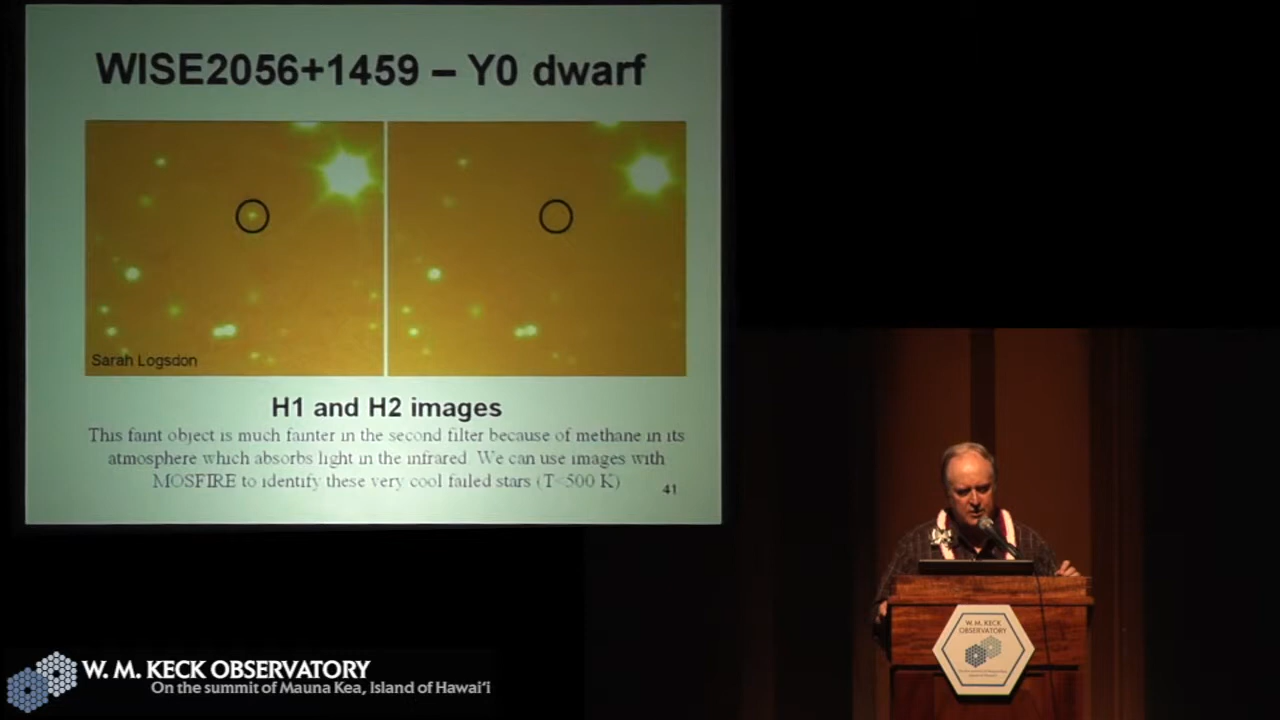 WISE2056+1459 – Y0 dwarf
Sarah Logsdon
H1 and H2 images
This faint object is much fainter in the second filter because of methane in its
atmosphere which absorbs light in the infrared. We can use images with
MOSFIRE to identify these very cool failed stars (T<500 K)
41
W. M. KECK
OBSERVATORY
W. M. KECK OBSERVATORY
On the summit of Mauna Kea, Island of Hawai‘i